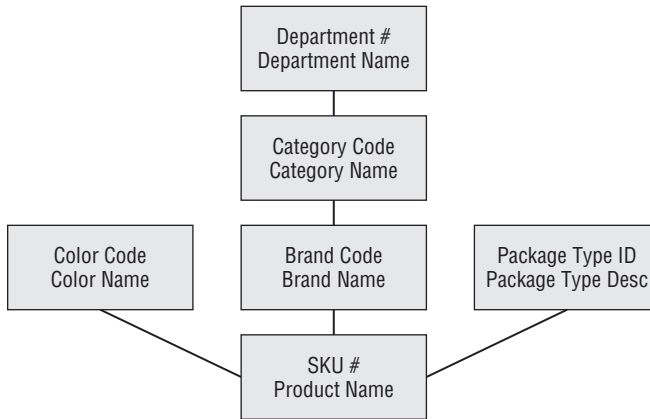 Department #
Department Name
Category Code
Category Name
Color Code
Color Name
Brand Code
Brand Name
Package Type ID
Package Type Desc
SKU #
Product Name